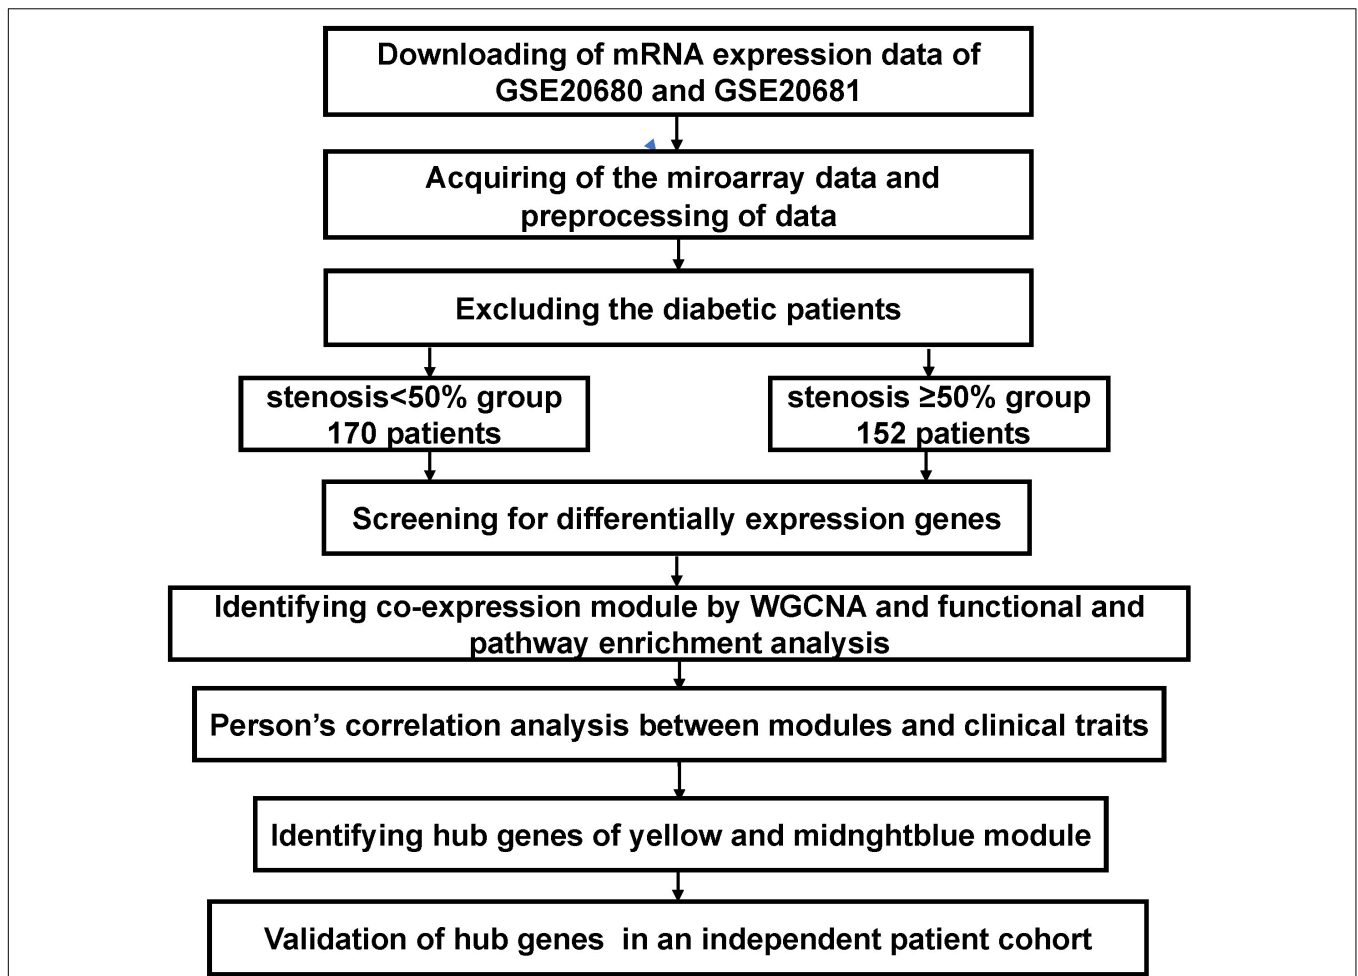 Downloading of mRNA expression data of
GSE20680 and GSE20681
Acquiring of the miroarray data and
preprocessing of data
Excluding the diabetic patients
stenosis<50% group
170 patients
stenosis ≥50% group
152 patients
Screening for differentially expression genes
Identifying co-expression module by WGCNA and functional and
pathway enrichment analysis
Person’s correlation analysis between modules and clinical traits
Identifying hub genes of yellow and midnghtblue module
Validation of hub genes  in an independent patient cohort